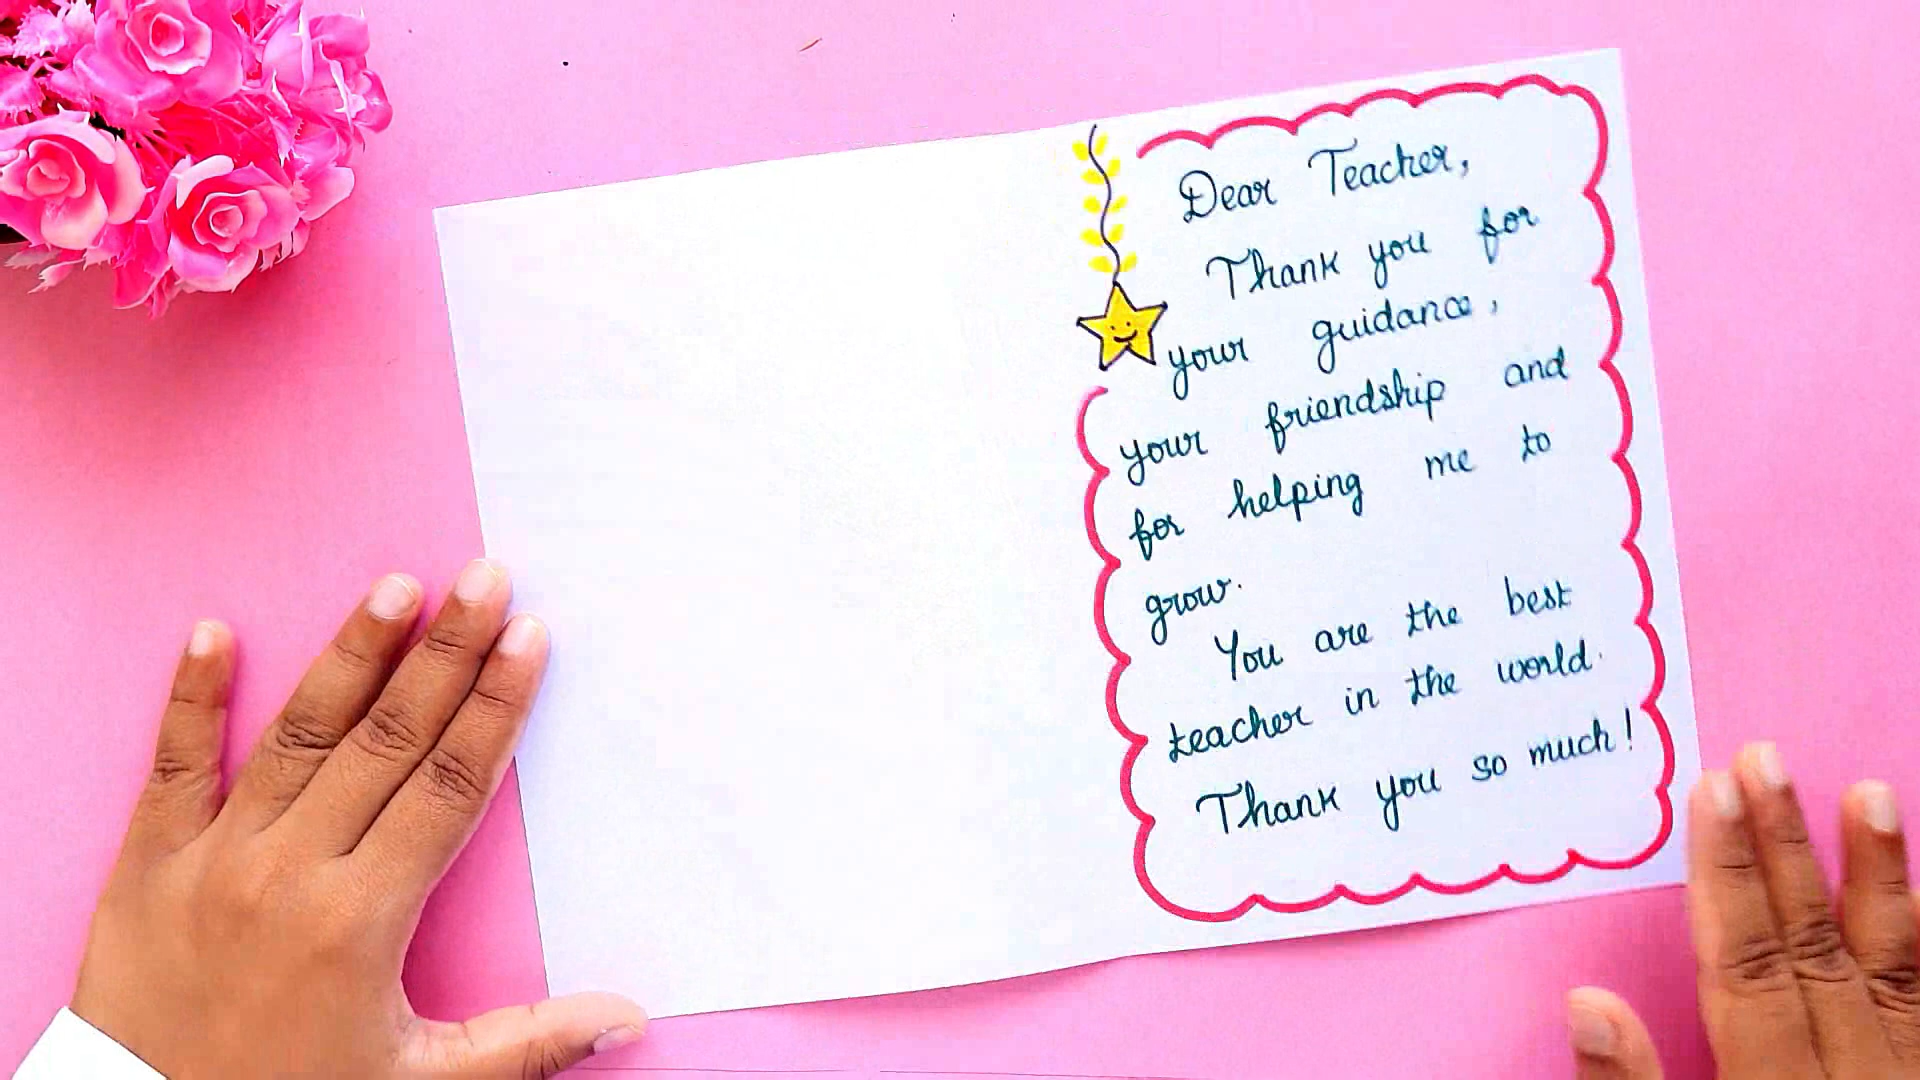 Dear Teacher,
Thank you for
your guidance,
your friendship and
for helping me to
grow.
You are the best
teacher in the world.
Thank you so much!